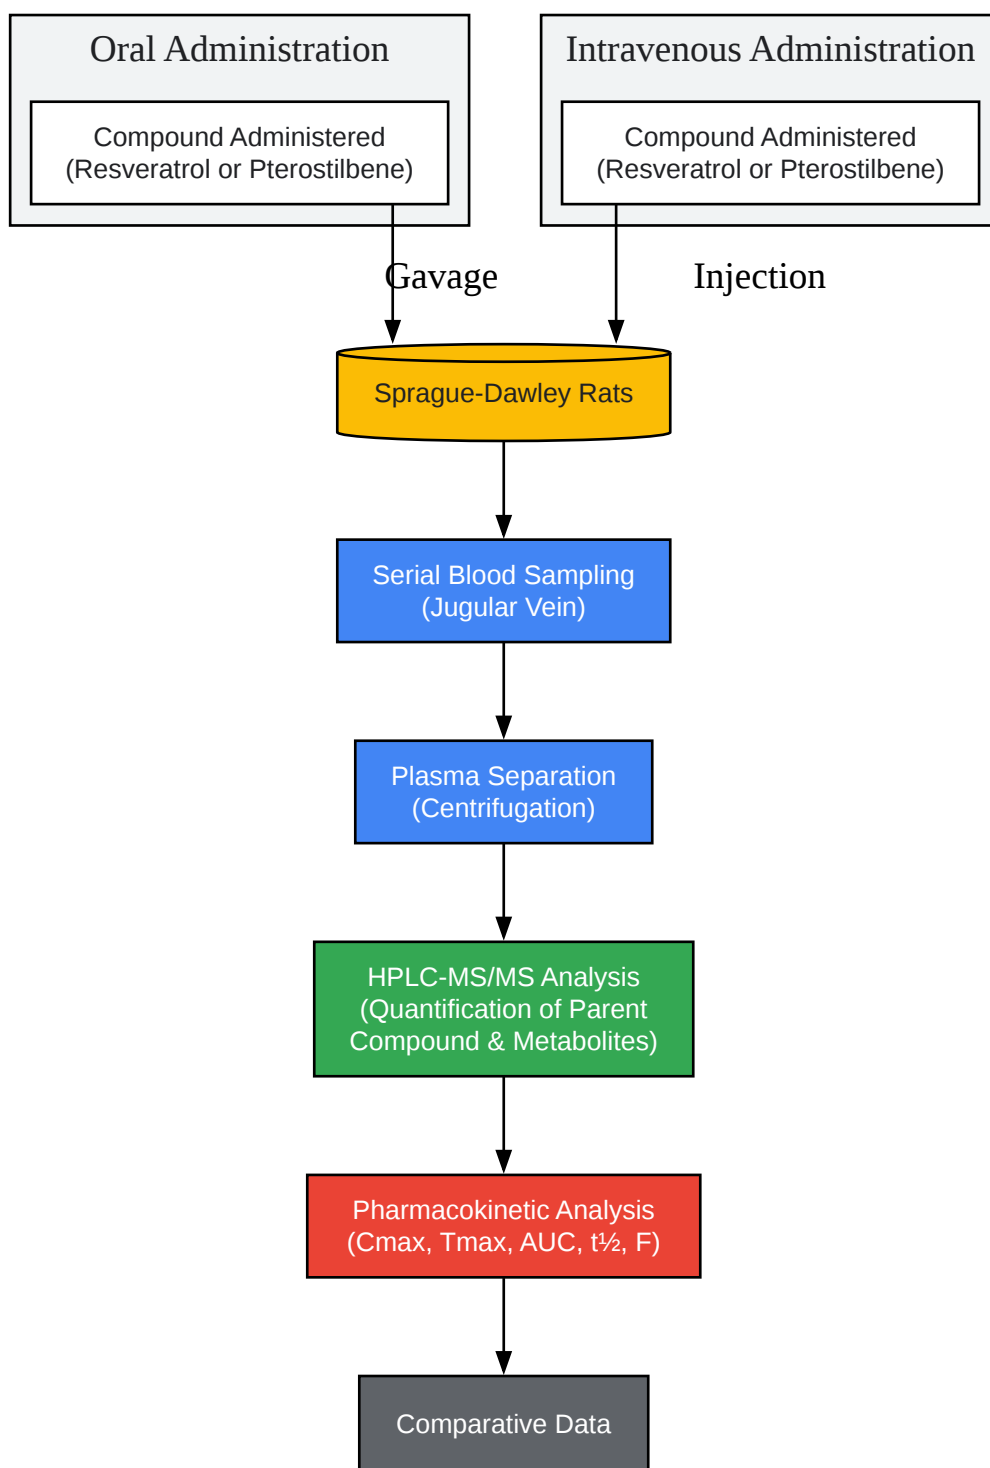 Oral Administration
Compound Administered
(Resveratrol or Pterostilbene)
Intravenous Administration
Compound Administered
(Resveratrol or Pterostilbene)
Gavage
Injection
Sprague-Dawley Rats
Serial Blood Sampling
(Jugular Vein)
Plasma Separation
(Centrifugation)
HPLC-MS/MS Analysis
(Quantification of Parent
Compound & Metabolites)
Pharmacokinetic Analysis
(Cmax, Tmax, AUC, t½, F)
Comparative Data